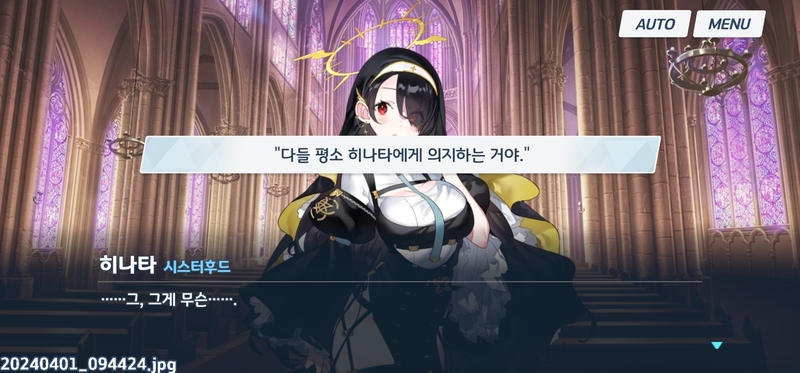 AUTO MENU
"다들 평소 히나타에게 의지하는 거야."
히나타 시스터후드
……그, 그게 무슨…….
20240401_094424.jpg